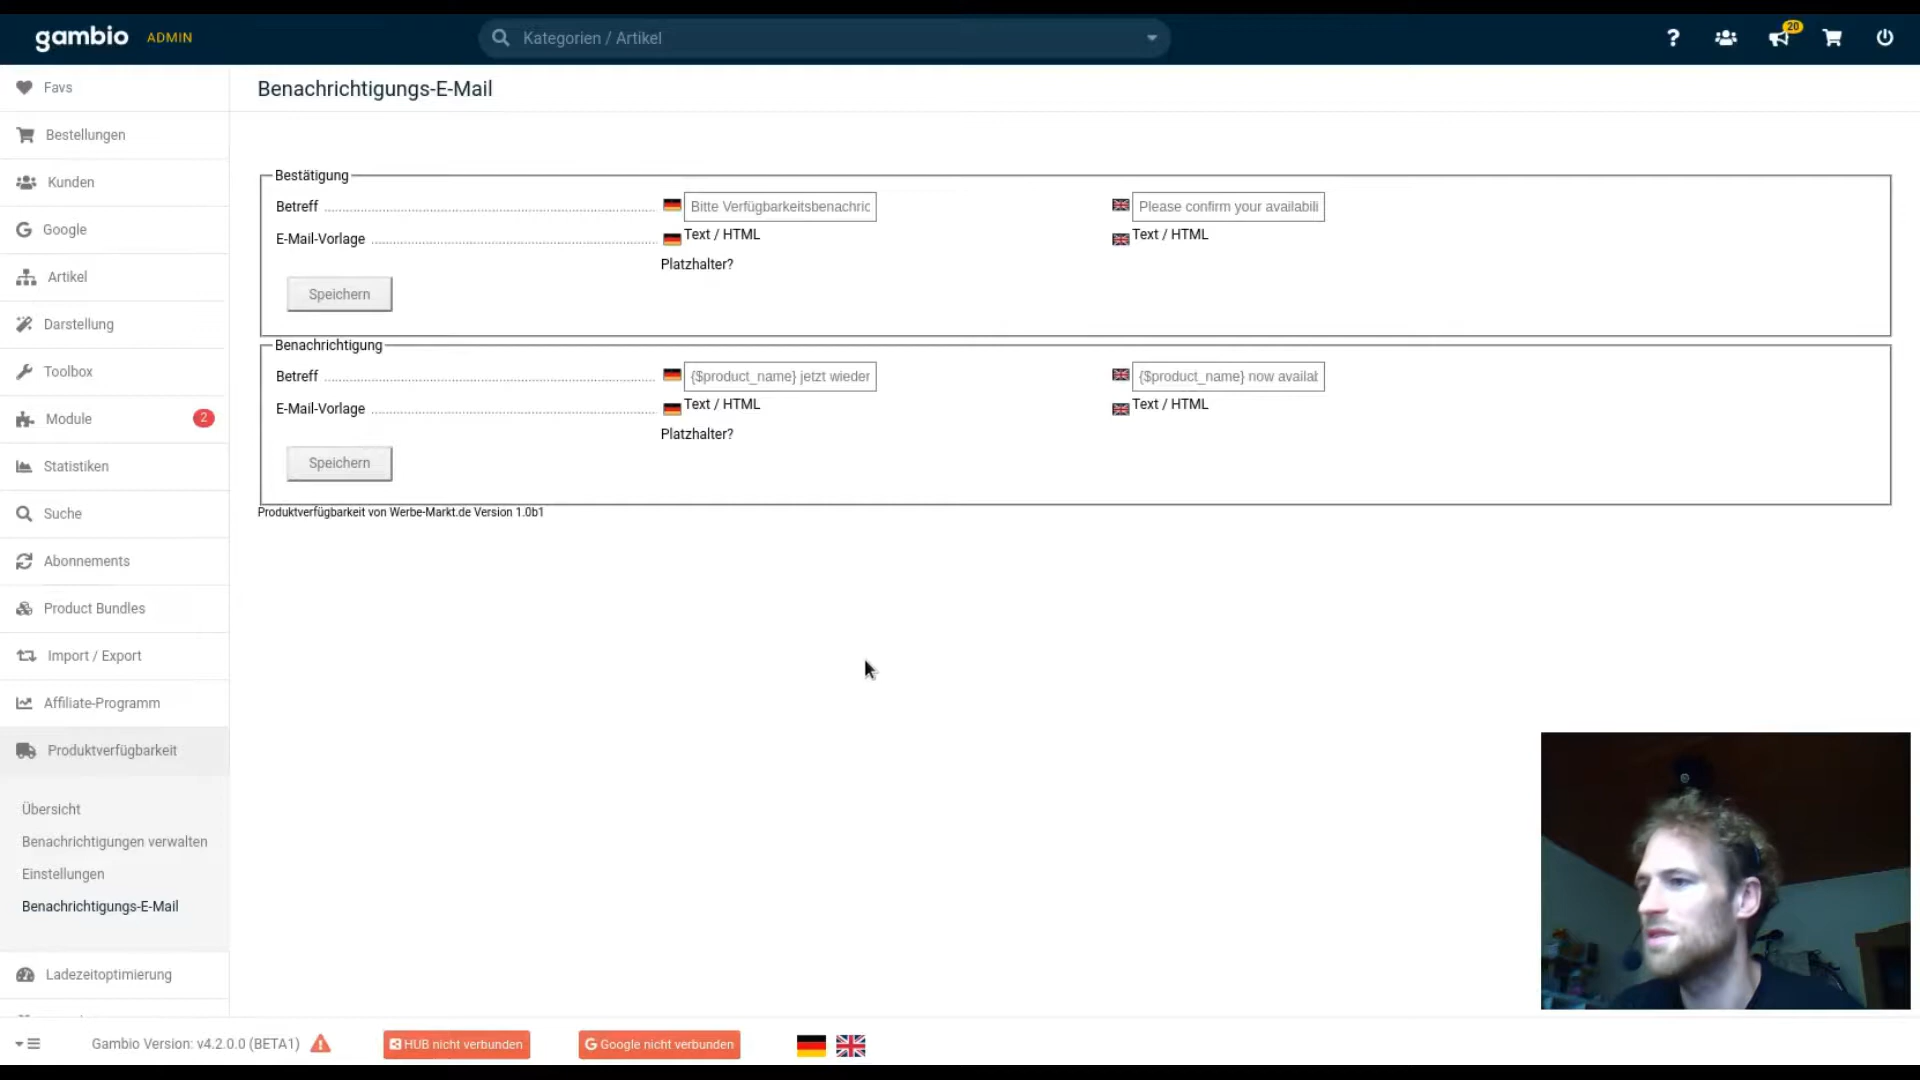 gambio ADMIN
Kategorien / Artikel
20
Favs
Bestellungen
Kunden
Google
Artikel
Darstellung
Toolbox
Module
2
Statistiken
Suche
Abonnements
Product Bundles
Import / Export
Affiliate-Programm
Produktverfügbarkeit
Übersicht
Benachrichtigungen verwalten
Einstellungen
Benachrichtigungs-E-Mail
Ladezeitoptimierung
Benachrichtigungs-E-Mail
Bestätigung
Betreff Bitte Verfügbarkeitsbenachric Please confirm your availabili
E-Mail-Vorlage Text / HTML Text / HTML
Platzhalter?
Speichern
Benachrichtigung
Betreff {$product_name} jetzt wieder {$product_name} now availab
E-Mail-Vorlage Text / HTML Text / HTML
Platzhalter?
Speichern
Produktverfügbarkeit von Werbe-Markt.de Version 1.0b1
Gambio Version: v4.2.0.0 (BETA1) HUB nicht verbunden Google nicht verbunden